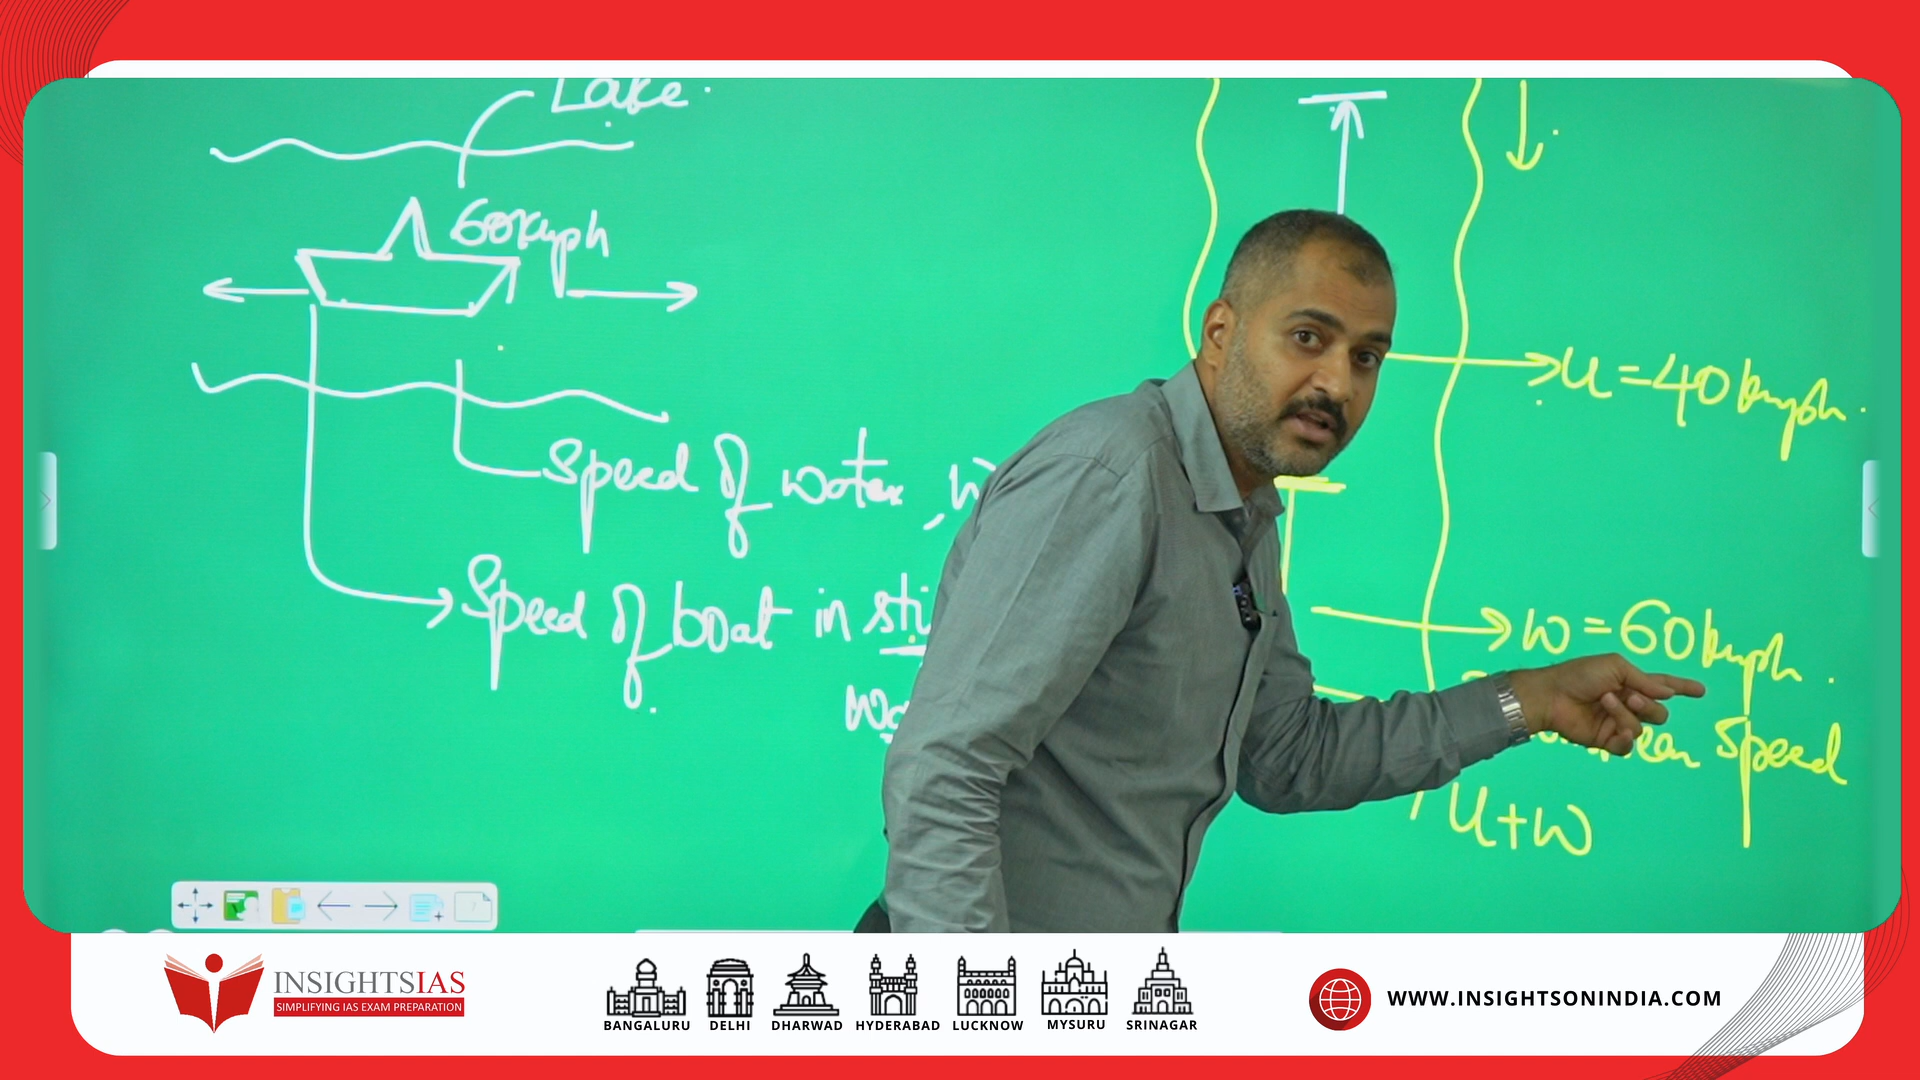 Lake.
60kmph
u=40kmph.
Speed of water, w
w=60kmph.
Speed of boat in sti
Speed
u+w
INSIGHTSIAS
SIMPLIFYING IAS EXAM PREPARATION
BANGALURU DELHI DHARWAD HYDERABAD LUCKNOW MYSURU SRINAGAR
WWW.INSIGHTSONINDIA.COM